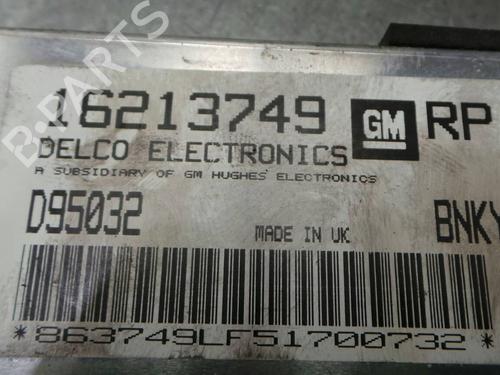 16213749 GM RP
DELCO ELECTRONICS
A SUBSIDIARY OF GM HUGHES ELECTRONICS
D95032 MADE IN UK BNKY
*863749LF51700732*
B-PARTS